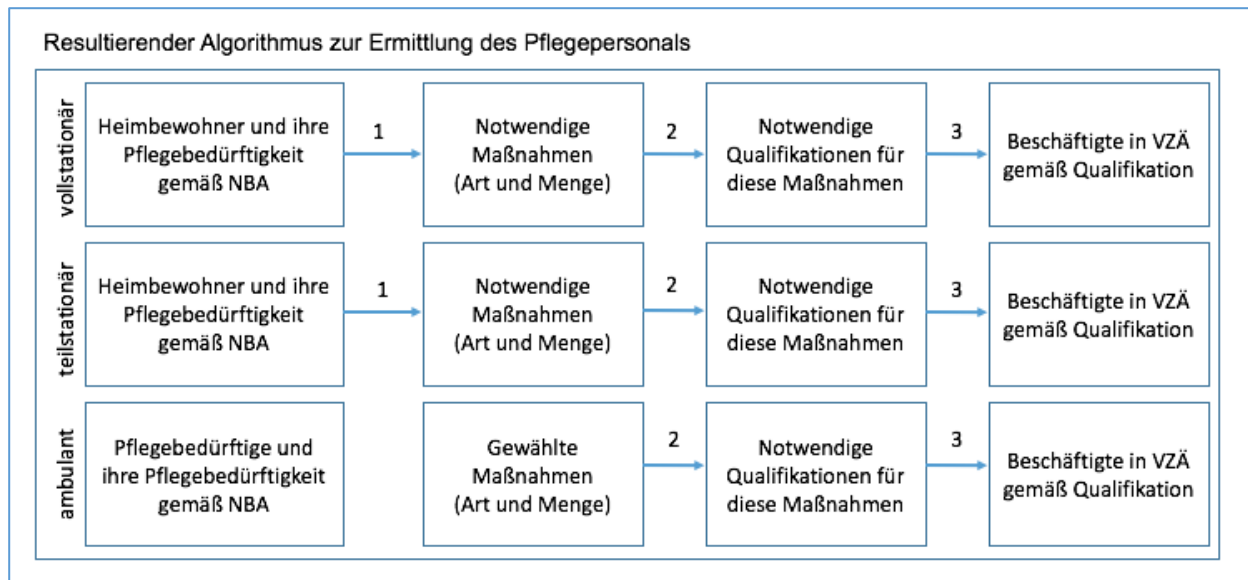 Resultierender Algorithmus zur Ermittlung des Pflegepersonals
vollstationär
Heimbewohner und ihre
Pflegebedürftigkeit
gemäß NBA
1
Notwendige
Maßnahmen
(Art und Menge)
2
Notwendige
Qualifikationen für
diese Maßnahmen
3
Beschäftigte in VZÄ
gemäß Qualifikation
teilstationär
Heimbewohner und ihre
Pflegebedürftigkeit
gemäß NBA
1
Notwendige
Maßnahmen
(Art und Menge)
2
Notwendige
Qualifikationen für
diese Maßnahmen
3
Beschäftigte in VZÄ
gemäß Qualifikation
ambulant
Pflegebedürftige und
ihre Pflegebedürftigkeit
gemäß NBA
Gewählte
Maßnahmen
(Art und Menge)
2
Notwendige
Qualifikationen für
diese Maßnahmen
3
Beschäftigte in VZÄ
gemäß Qualifikation